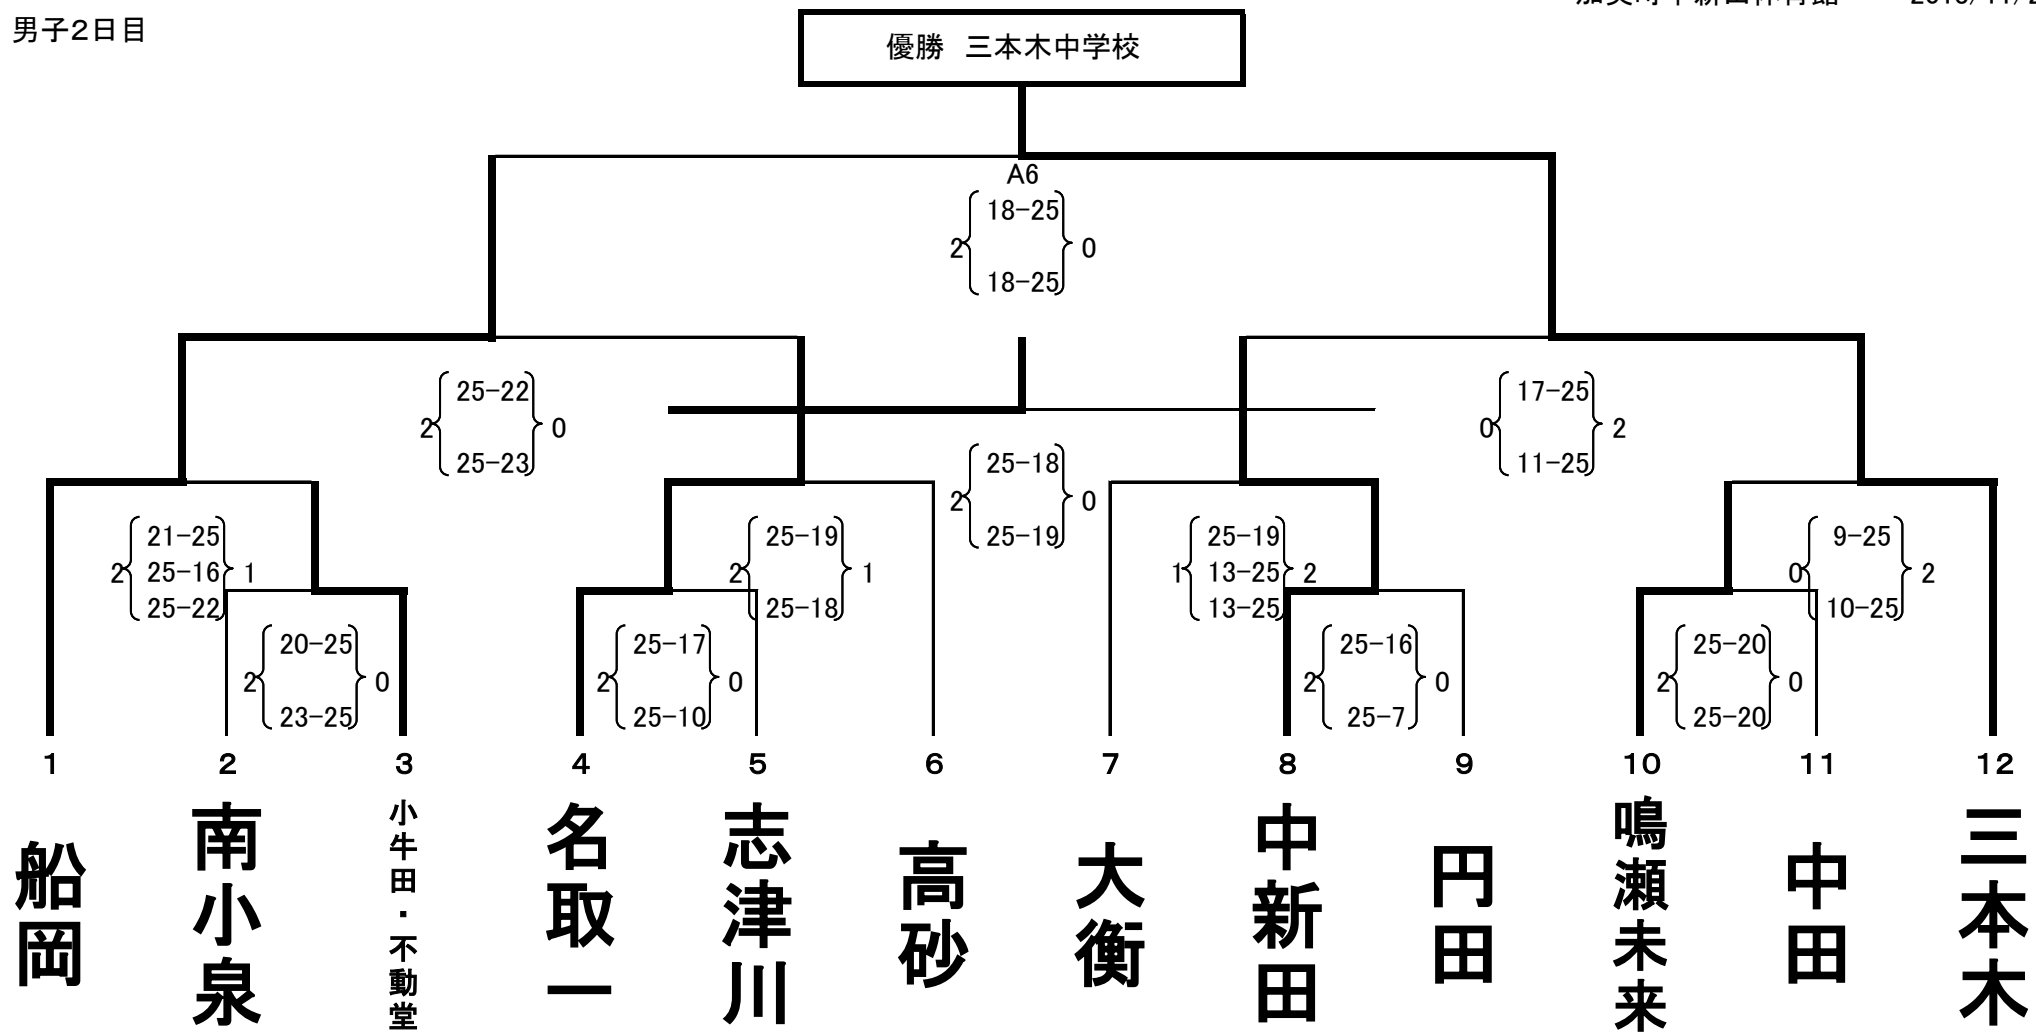 男子2日目
優勝　三本木中学校
A6
18-25
2 0
18-25
25-22
2 0
25-23
17-25
0 2
11-25
25-18
2 0
25-19
21-25
2 25-16 1
25-22
25-19
2 1
25-18
25-19
1 13-25 2
13-25
9-25
0 2
10-25
20-25
2 0
23-25
25-17
2 0
25-10
25-16
2 0
25-7
25-20
2 0
25-20
1 2 3 4 5 6 7 8 9 10 11 12
船岡
南小泉
小牛田・不動堂
名取一
志津川
高砂
大衡
中新田
円田
鳴瀬未来
中田
三本木